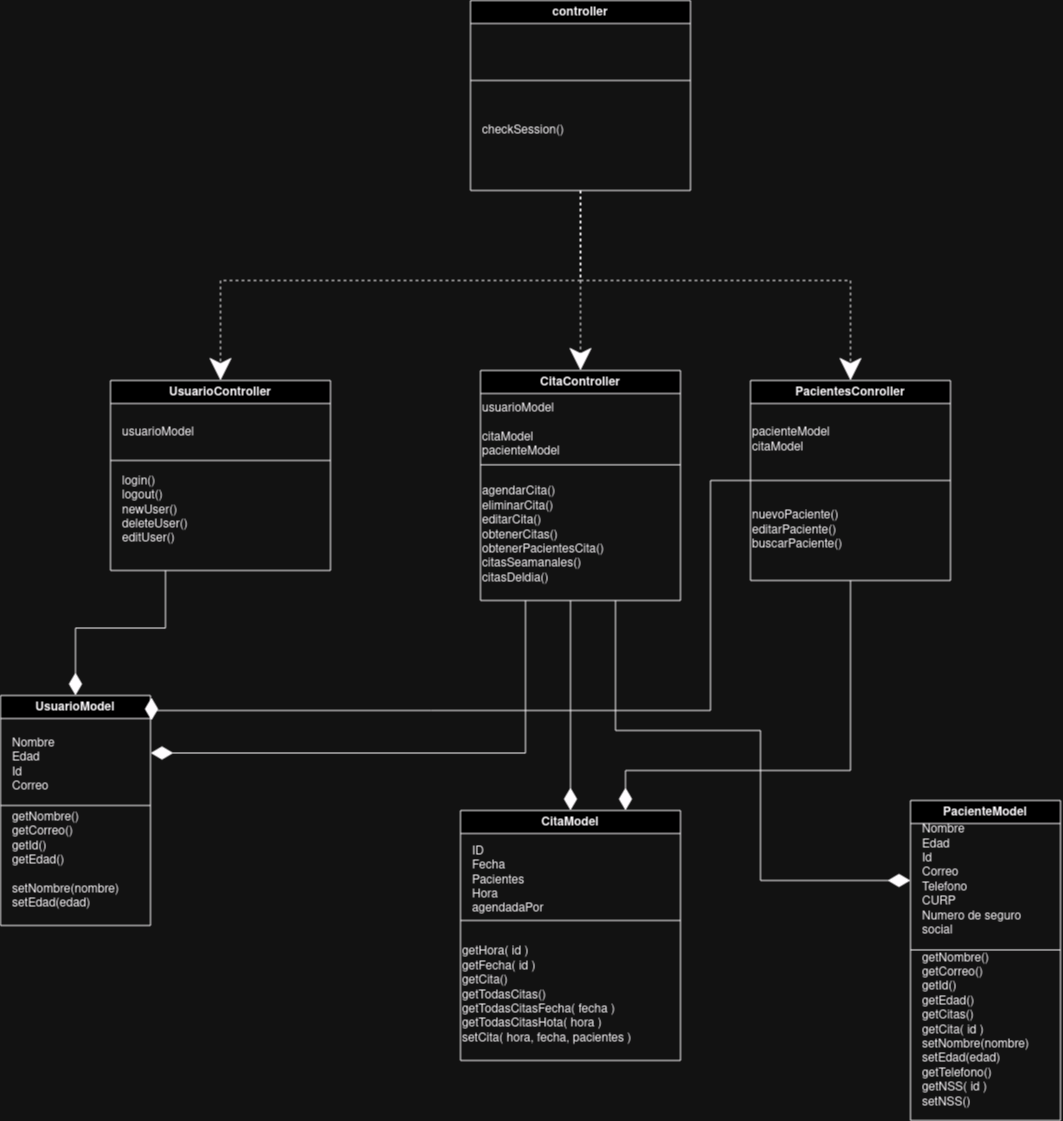 controller
checkSession()
UsuarioController
usuarioModel
login()
logout()
newUser()
deleteUser()
editUser()
CitaController
usuarioModel
citaModel
pacienteModel
agendarCita()
eliminarCita()
editarCita()
obtenerCitas()
obtenerPacientesCita()
citasSeamanales()
citasDeldia()
PacientesConroller
pacienteModel
citaModel
nuevoPaciente()
editarPaciente()
buscarPaciente()
UsuarioModel
Nombre
Edad
Id
Correo
getNombre()
getCorreo()
getId()
getEdad()
setNombre(nombre)
setEdad(edad)
CitaModel
ID
Fecha
Pacientes
Hora
agendadaPor
getHora( id )
getFecha( id )
getCita()
getTodasCitas()
getTodasCitasFecha( fecha )
getTodasCitasHota( hora )
setCita( hora, fecha, pacientes )
PacienteModel
Nombre
Edad
Id
Correo
Telefono
CURP
Numero de seguro
social
getNombre()
getCorreo()
getId()
getEdad()
getCitas()
getCita( id )
setNombre(nombre)
setEdad(edad)
getTelefono()
getNSS( id )
setNSS()